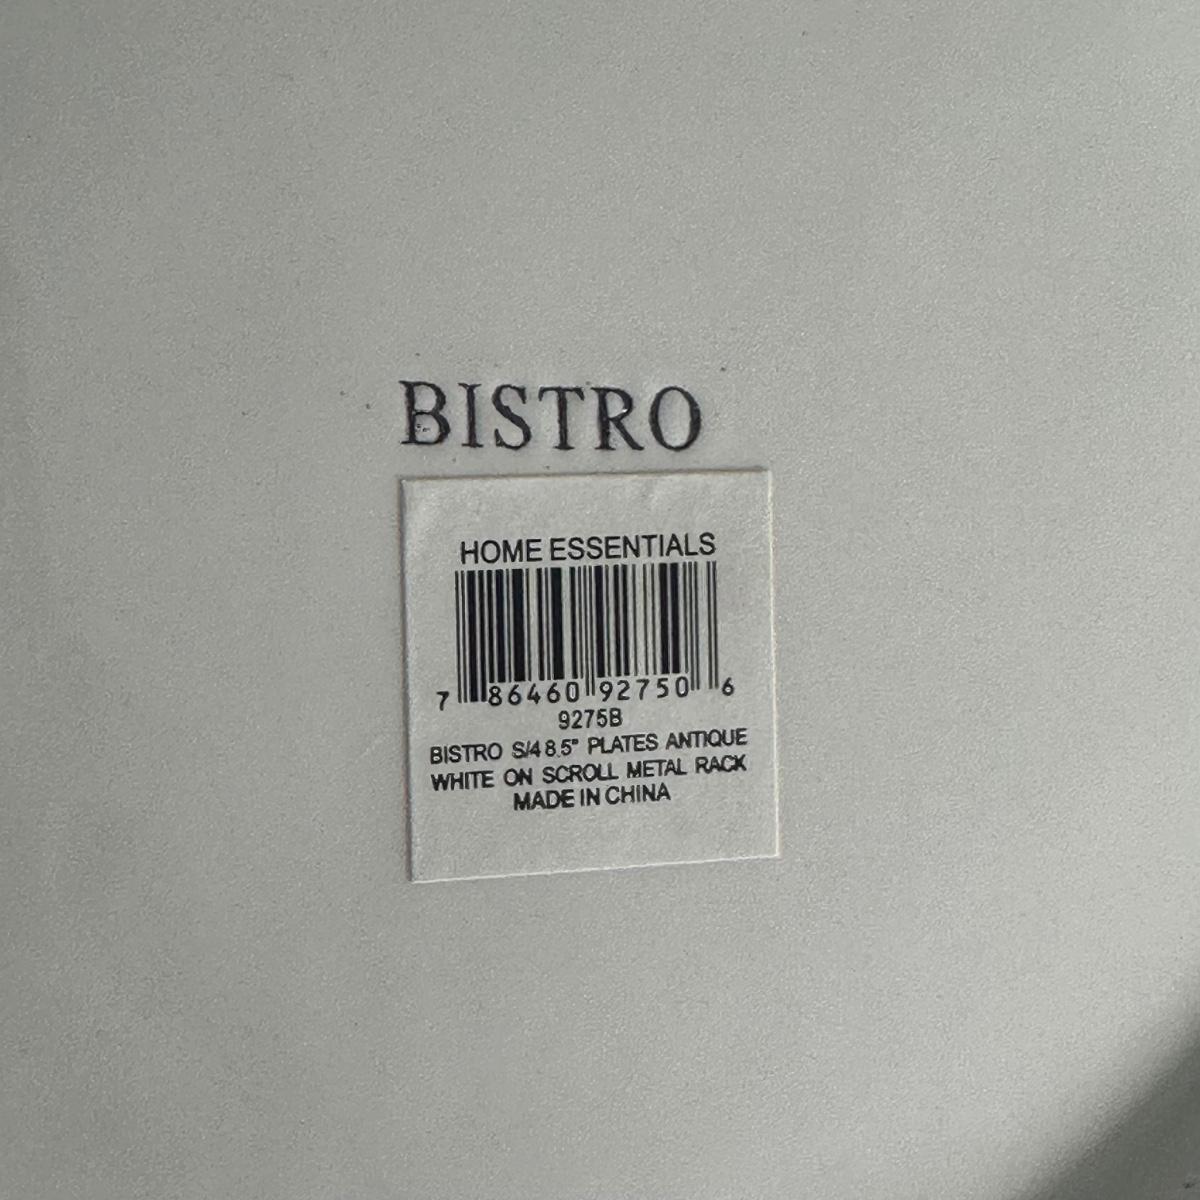 BISTRO
HOME ESSENTIALS
7 86460 92750 6
9275B
BISTRO S/4 8.5" PLATES ANTIQUE
WHITE ON SCROLL METAL RACK
MADE IN CHINA